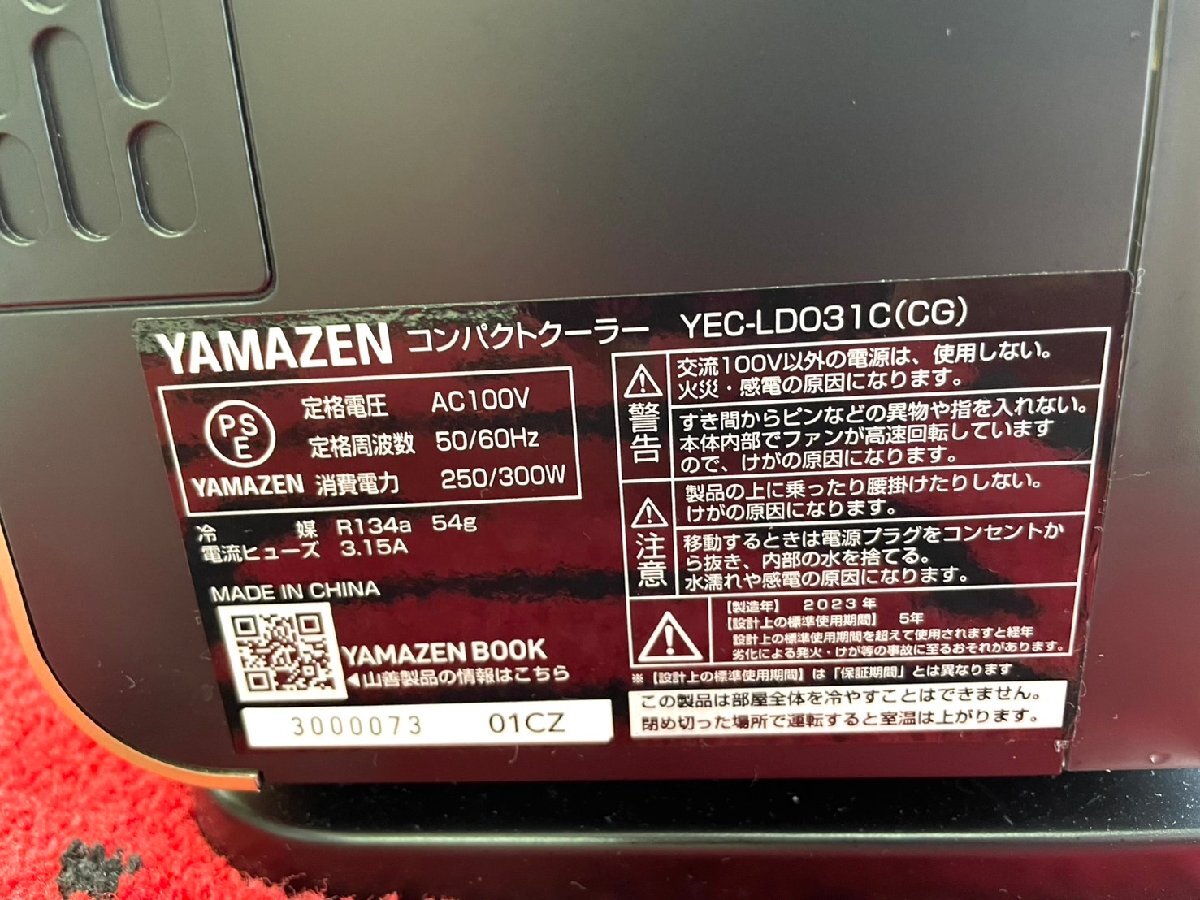 YAMAZEN コンパクトクーラー YEC-LD031C(CG)
PSE
YAMAZEN
定格電圧 AC100V
定格周波数 50/60Hz
消費電力 250/300W
冷媒 R134a 54g
電流ヒューズ 3.15A
MADE IN CHINA
YAMAZEN BOOK
◀山善製品の情報はこちら
3000073 01CZ
警告
交流100V以外の電源は、使用しない。
火災・感電の原因になります。
すき間からピンなどの異物や指を入れない。
本体内部でファンが高速回転しています
ので、けがの原因になります。
注意
製品の上に乗ったり腰掛けたりしない。
けがの原因になります。
移動するときは電源プラグをコンセントか
ら抜き、内部の水を捨てる。
水濡れや感電の原因になります。
【製造年】 2023年
【設計上の標準使用期間】 5年
設計上の標準使用期間を超えて使用されますと経年
劣化による発火・けが等の事故に至るおそれがあります。
※【設計上の標準使用期間】は「保証期間」とは異なります
この製品は部屋全体を冷やすことはできません。
閉め切った場所で運転すると室温は上がります。